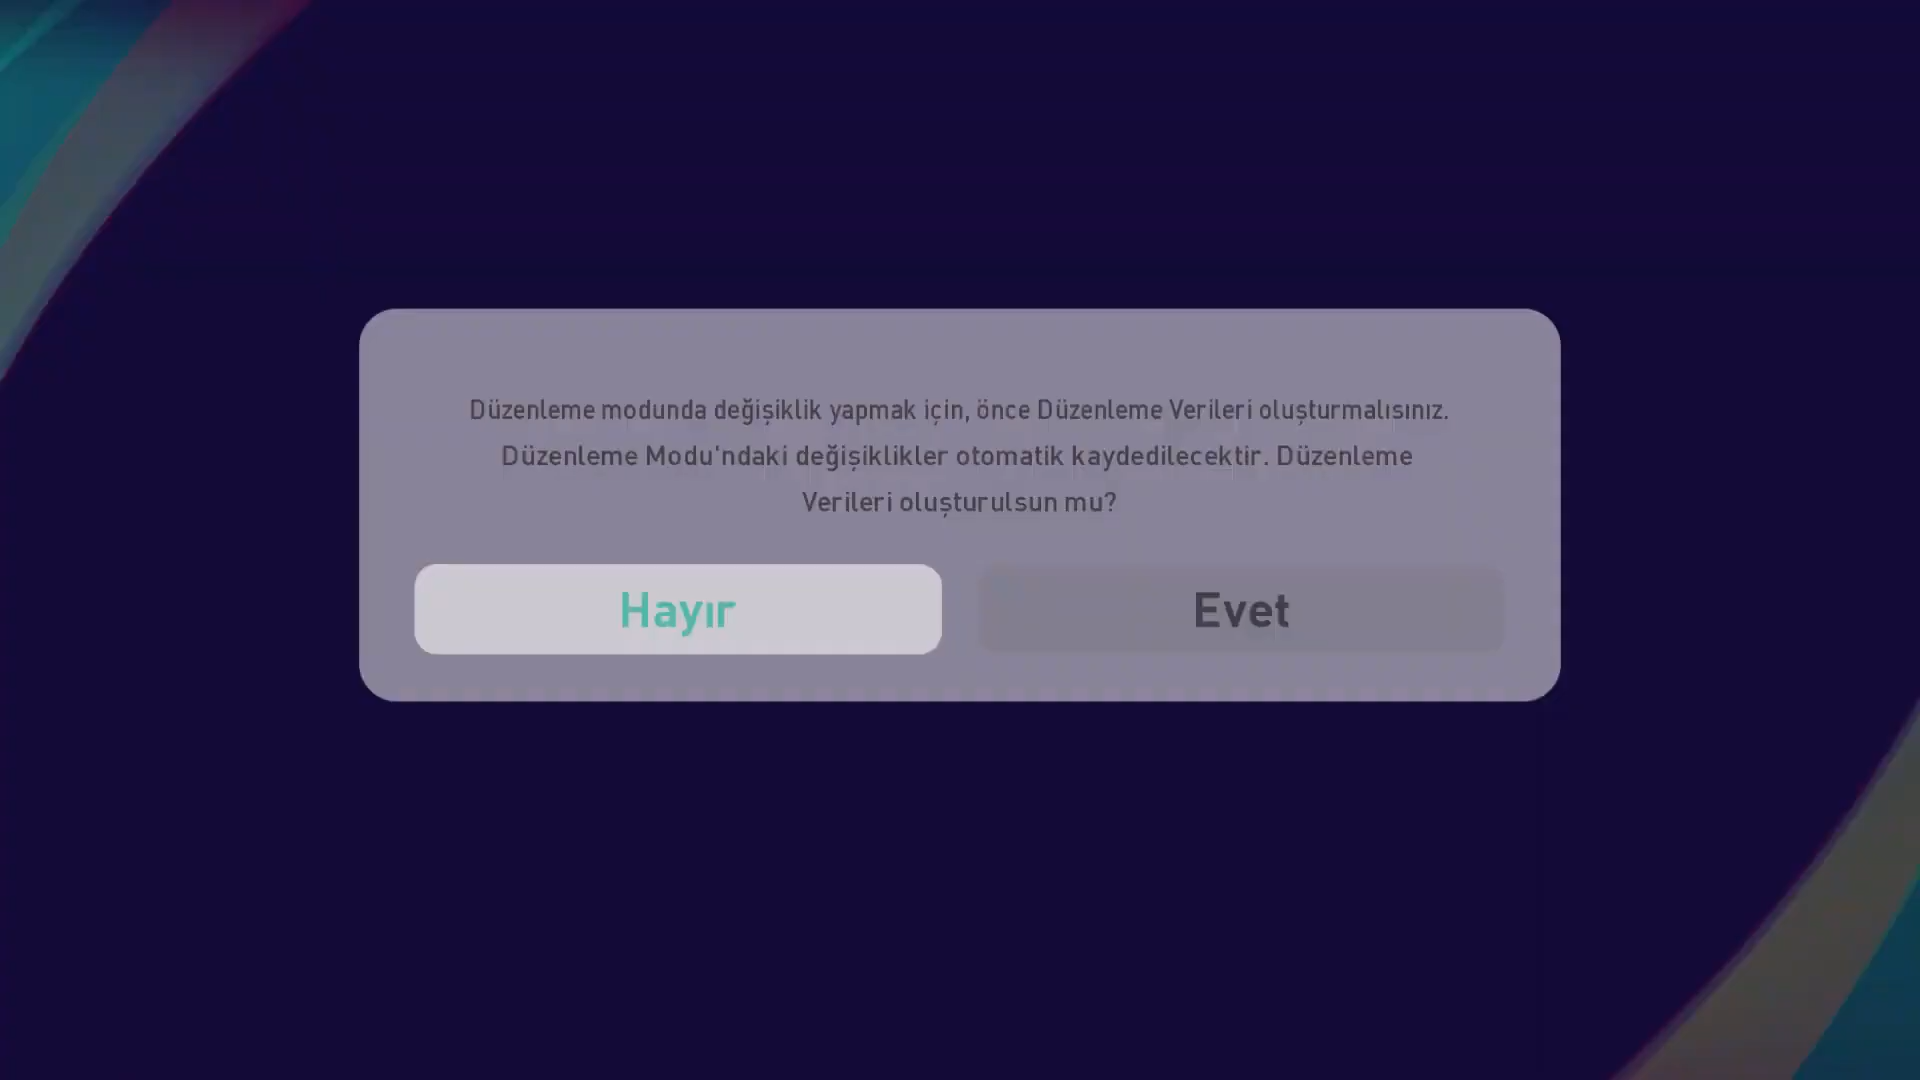 Düzenleme modunda değişiklik yapmak için, önce Düzenleme Verileri oluşturmalısınız.
Düzenleme Modu'ndaki değişiklikler otomatik kaydedilecektir. Düzenleme
Verileri oluşturulsun mu?
Hayır
Evet